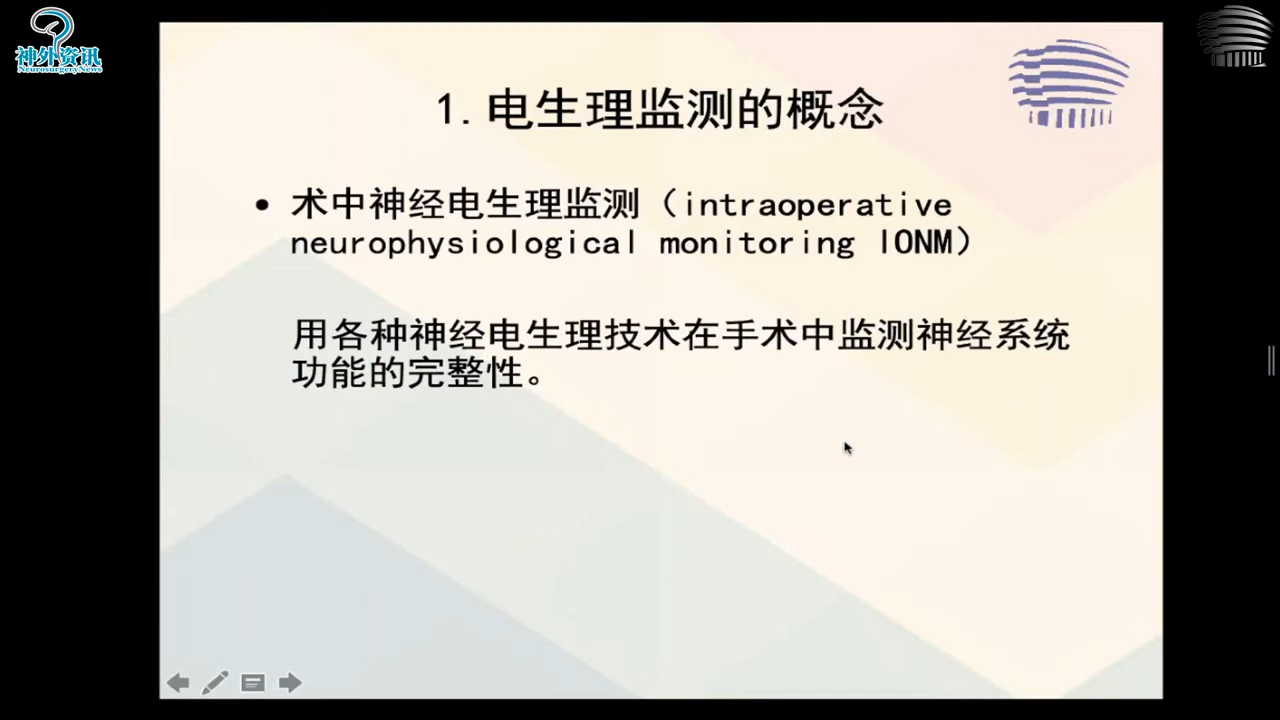 神外资讯
NeurosurgeryNews
1.电生理监测的概念
• 术中神经电生理监测（intraoperative
neurophysiological monitoring IONM）
用各种神经电生理技术在手术中监测神经系统
功能的完整性。